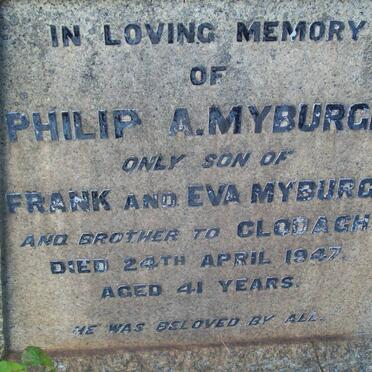 IN LOVING MEMORY
OF
PHILIP A. MYBURGH
ONLY SON OF
FRANK AND EVA MYBURG
AND BROTHER TO CLODAGH
DIED 24TH APRIL 1947.
AGED 41 YEARS.
HE WAS BELOVED BY ALL.